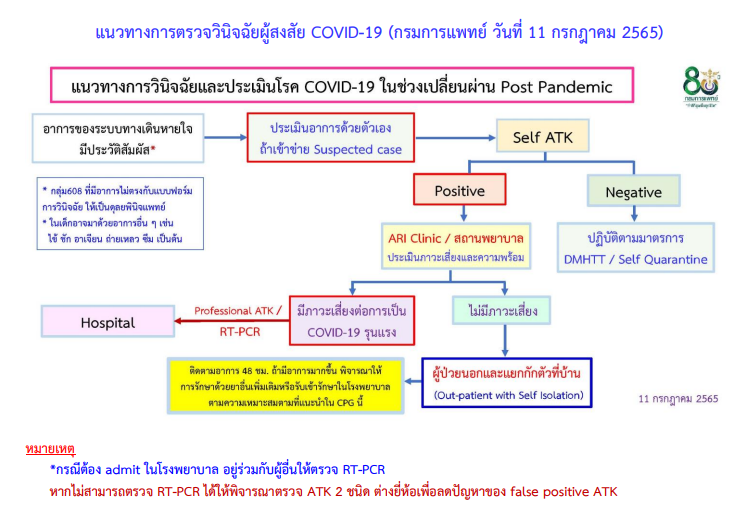 แนวทางการตรวจวินิจฉัยผู้สงสัย COVID-19 (กรมการแพทย์ วันที่ 11 กรกฎาคม 2565)
แนวทางการวินิจฉัยและประเมินโรค COVID-19 ในช่วงเปลี่ยนผ่าน Post Pandemic
กรมการแพทย์
อาการของระบบทางเดินหายใจ
มีประวัติสัมผัส*
ประเมินอาการด้วยตัวเอง
ถ้าเข้าข่าย Suspected case
Self ATK
* กลุ่ม608 ที่มีอาการไม่ตรงกับแบบฟอร์ม
การวินิจฉัย ให้เป็นดุลยพินิจแพทย์
* ในเด็กอาจมาด้วยอาการอื่น ๆ เช่น
ไข้ ชัก อาเจียน ถ่ายเหลว ซึม เป็นต้น
Positive
Negative
ARI Clinic / สถานพยาบาล
ประเมินภาวะเสี่ยงและความพร้อม
ปฏิบัติตามมาตรการ
DMHTT / Self Quarantine
Hospital
Professional ATK /
RT-PCR
มีภาวะเสี่ยงต่อการเป็น
COVID-19 รุนแรง
ไม่มีภาวะเสี่ยง
ติดตามอาการ 48 ชม. ถ้ามีอาการมากขึ้น พิจารณาให้
การรักษาด้วยยาอื่นเพิ่มเติมหรือรับเข้ารักษาในโรงพยาบาล
ตามความเหมาะสมตามที่แนะนำใน CPG นี้
ผู้ป่วยนอกและแยกกักตัวที่บ้าน
(Out-patient with Self Isolation)
11 กรกฎาคม 2565
หมายเหตุ
*กรณีต้อง admit ในโรงพยาบาล อยู่ร่วมกับผู้อื่นให้ตรวจ RT-PCR
หากไม่สามารถตรวจ RT-PCR ได้ให้พิจารณาตรวจ ATK 2 ชนิด ต่างยี่ห้อเพื่อลดปัญหาของ false positive ATK